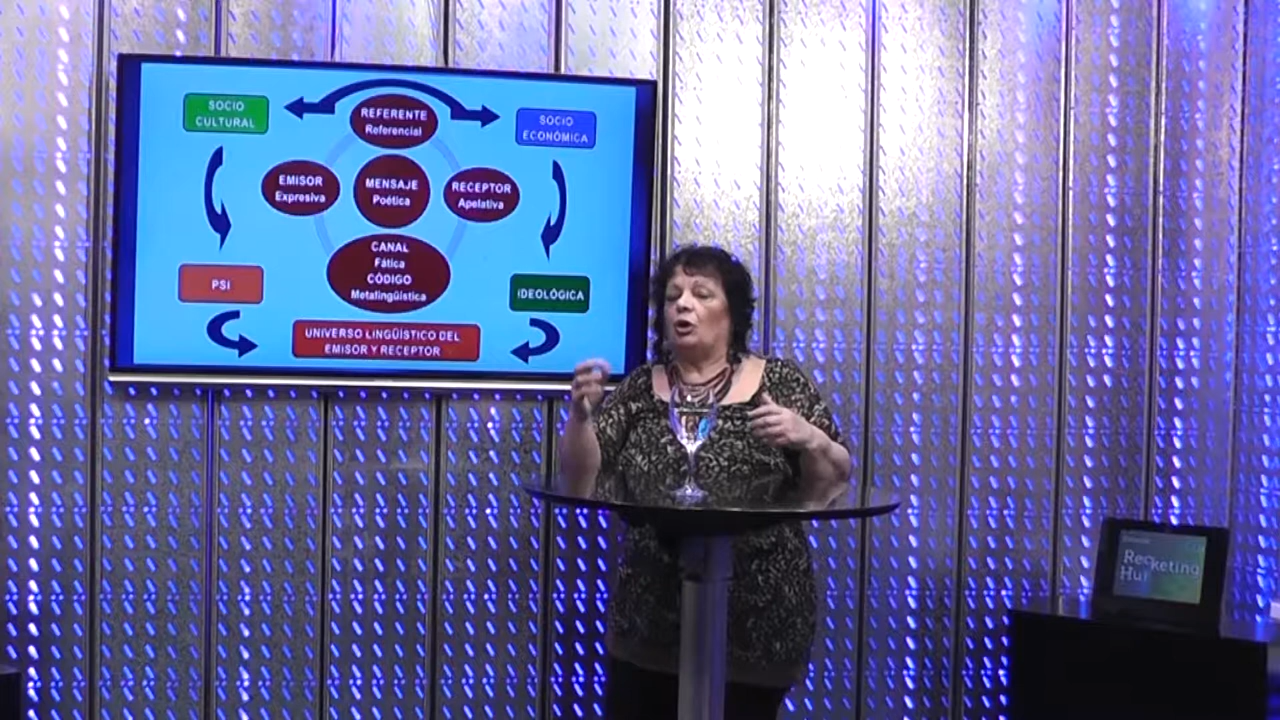 SOCIO
CULTURAL
REFERENTE
Referencial
SOCIO
ECONÓMICA
EMISOR
Expresiva
MENSAJE
Poética
RECEPTOR
Apelativa
CANAL
Fática
CÓDIGO
Metalingüística
PSI
IDEOLÓGICA
UNIVERSO LINGÜÍSTICO DEL
EMISOR Y RECEPTOR